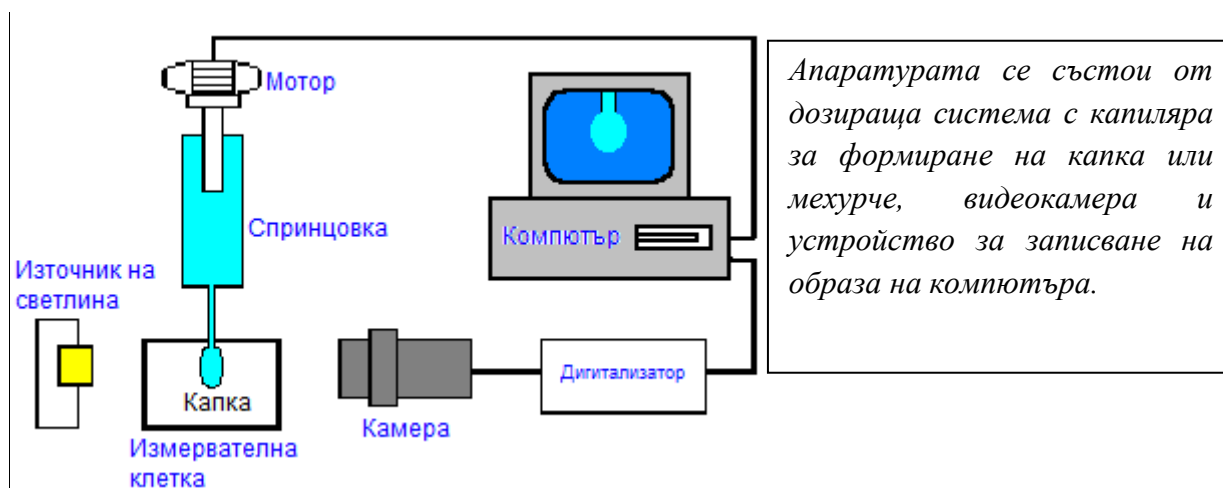 Мотор
Спринцовка
Източник на
светлина
Капка
Измервателна
клетка
Камера
Дигитализатор
Компютър
Апаратурата се състои от
дозираща система с капиляра
за формиране на капка или
мехурче, видеокамера и
устройство за записване на
образа на компютъра.